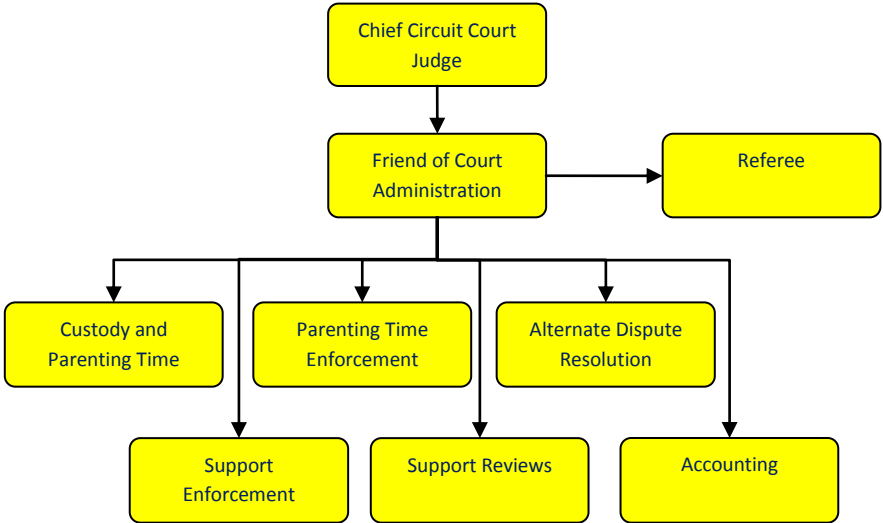 Chief Circuit Court
Judge
Friend of Court
Administration
Referee
Custody and
Parenting Time
Parenting Time
Enforcement
Alternate Dispute
Resolution
Support
Enforcement
Support Reviews
Accounting